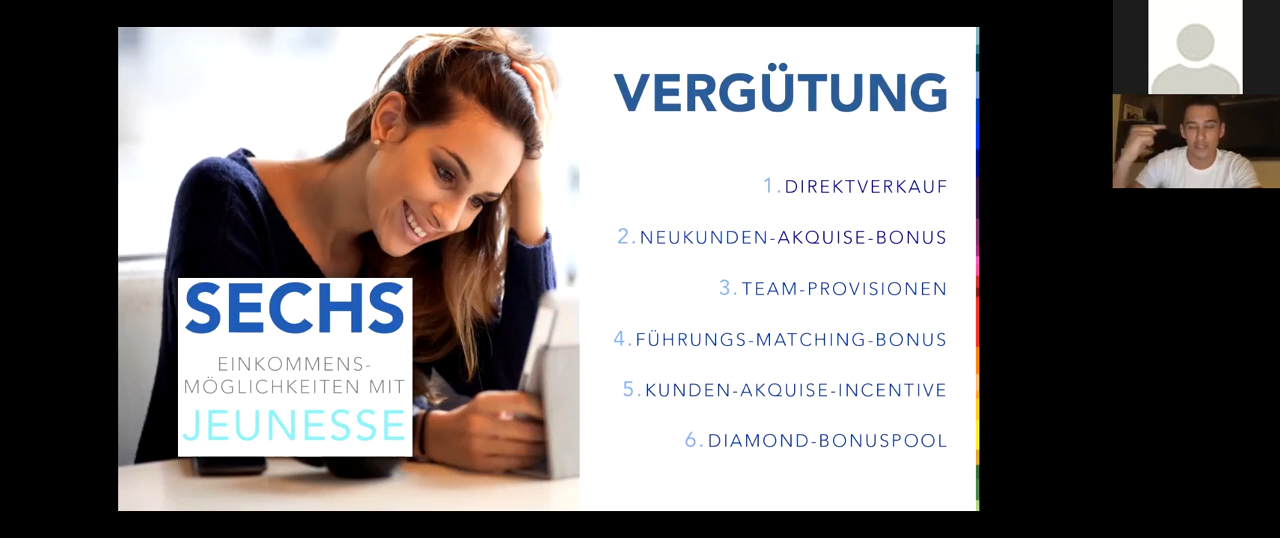 SECHS
EINKOMMENS-
MÖGLICHKEITEN MIT
JEUNESSE
VERGÜTUNG
1. DIREKTVERKAUF
2. NEUKUNDEN-AKQUISE-BONUS
3. TEAM-PROVISIONEN
4. FÜHRUNGS-MATCHING-BONUS
5. KUNDEN-AKQUISE-INCENTIVE
6. DIAMOND-BONUSPOOL